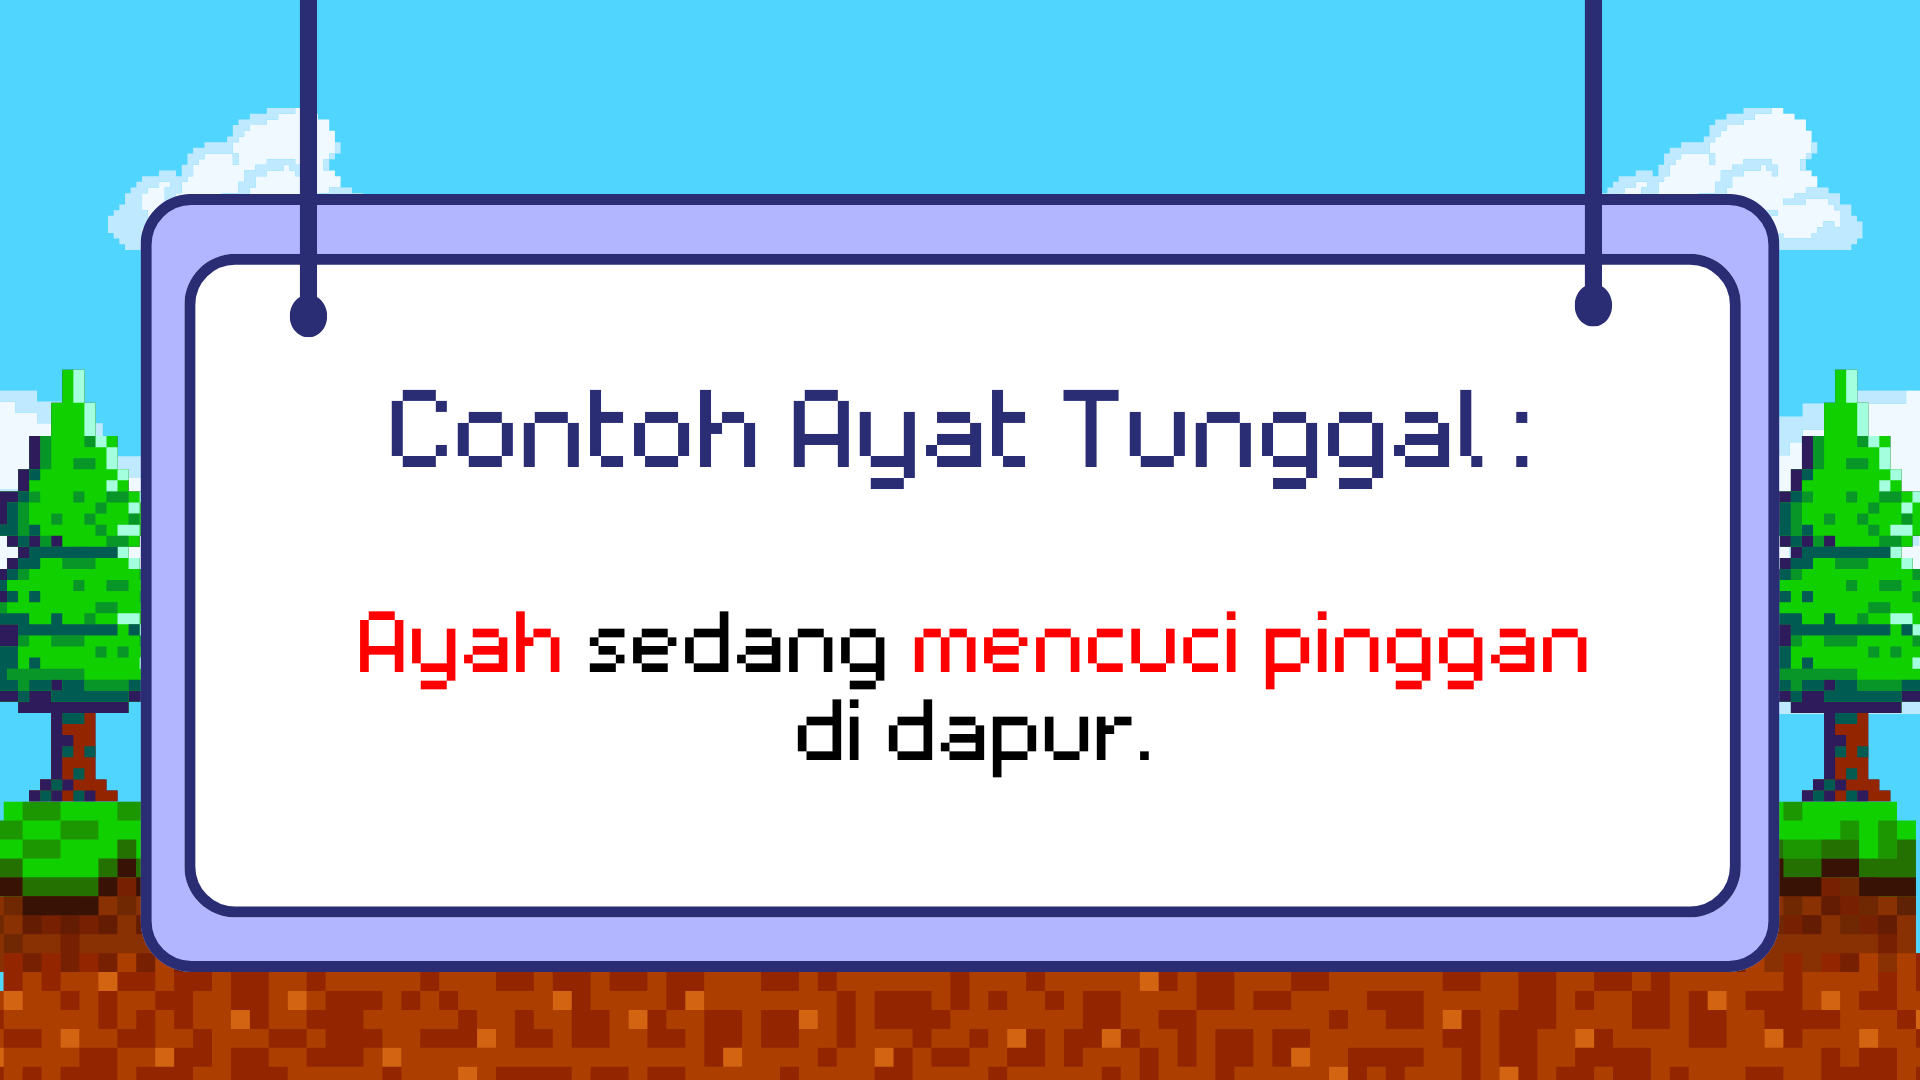 Contoh Ayat Tunggal :
Ayah sedang mencuci pinggan
di dapur.